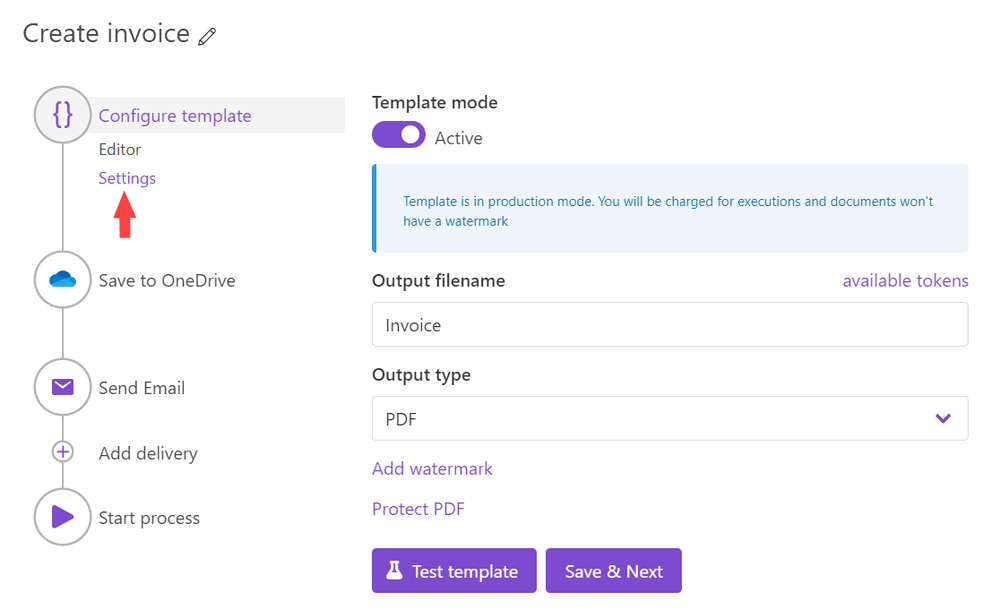 Create invoice
{}
Configure template
Editor
Settings
Save to OneDrive
Send Email
Add delivery
Start process
Template mode
Active
Template is in production mode. You will be charged for executions and documents won't
have a watermark
Output filename
available tokens
Invoice
Output type
PDF
Add watermark
Protect PDF
Test template
Save & Next